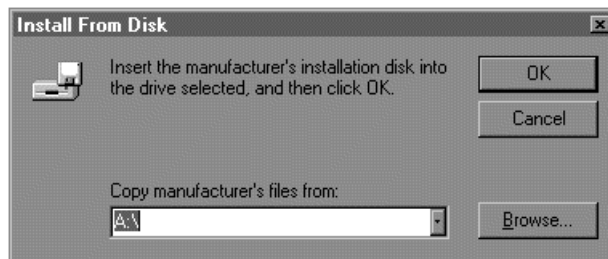 Install From Disk
Insert the manufacturer's installation disk into
the drive selected, and then click OK.
OK
Cancel
Copy manufacturer's files from:
A:\
Browse...